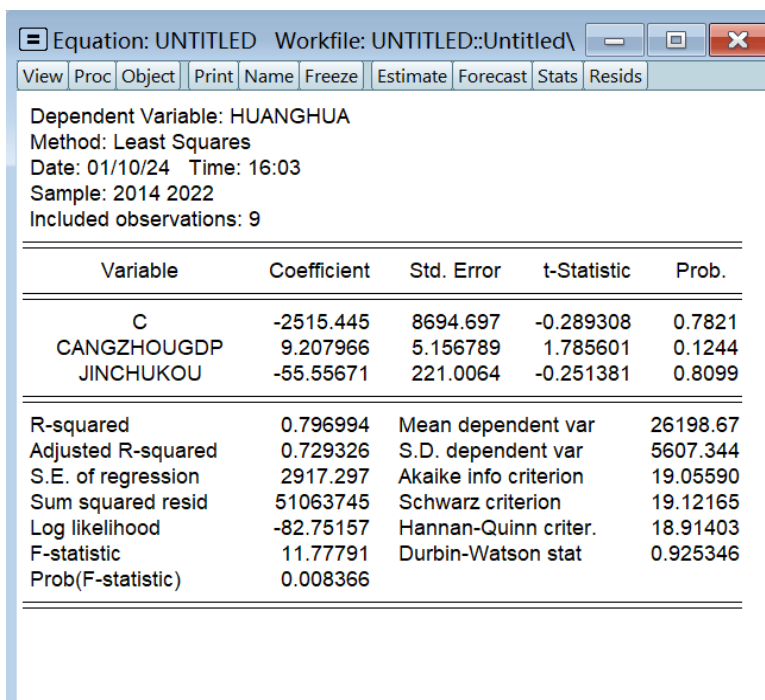 Equation: UNTITLED Workfile: UNTITLED::Untitled\
View Proc Object Print Name Freeze Estimate Forecast Stats Resids
Dependent Variable: HUANGHUA
Method: Least Squares
Date: 01/10/24 Time: 16:03
Sample: 2014 2022
Included observations: 9
Variable Coefficient Std. Error t-Statistic Prob.
C -2515.445 8694.697 -0.289308 0.7821
CANGZHOUGDP 9.207966 5.156789 1.785601 0.1244
JINCHUKOU -55.55671 221.0064 -0.251381 0.8099
R-squared 0.796994 Mean dependent var 26198.67
Adjusted R-squared 0.729326 S.D. dependent var 5607.344
S.E. of regression 2917.297 Akaike info criterion 19.05590
Sum squared resid 51063745 Schwarz criterion 19.12165
Log likelihood -82.75157 Hannan-Quinn criter. 18.91403
F-statistic 11.77791 Durbin-Watson stat 0.925346
Prob(F-statistic) 0.008366